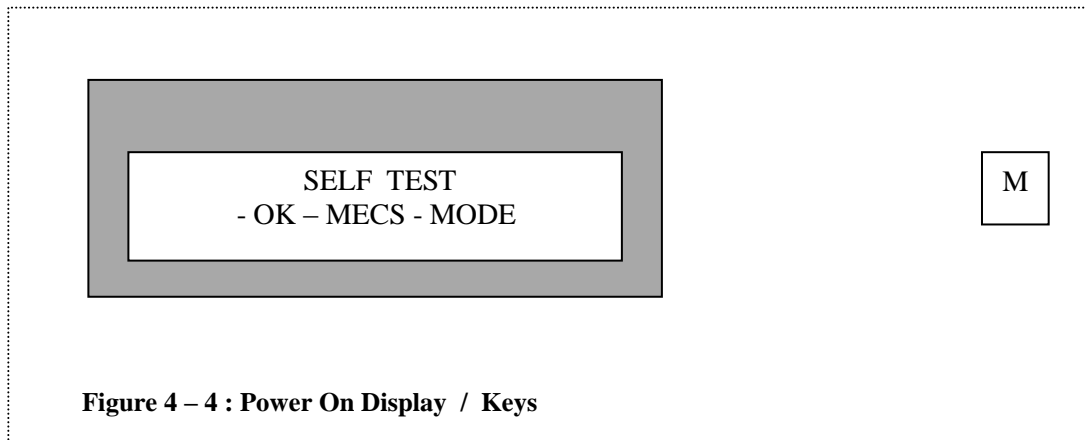 SELF TEST
- OK – MECS - MODE
M
Figure 4 – 4 : Power On Display / Keys